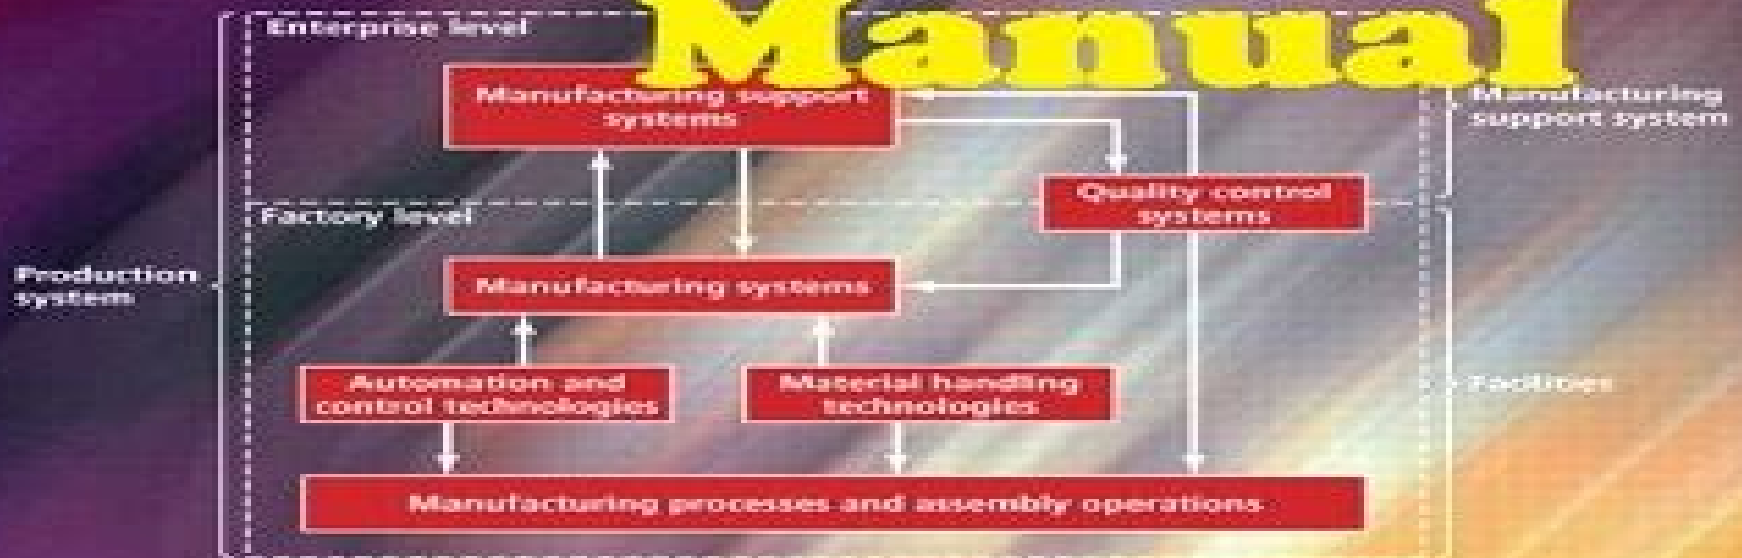 Manual
Enterprise level
Manufacturing support
systems
Manufacturing
support system
Quality control
systems
Factory level
Production
system
Manufacturing systems
Automation and
control technologies
Material handling
technologies
Facilities
Manufacturing processes and assembly operations